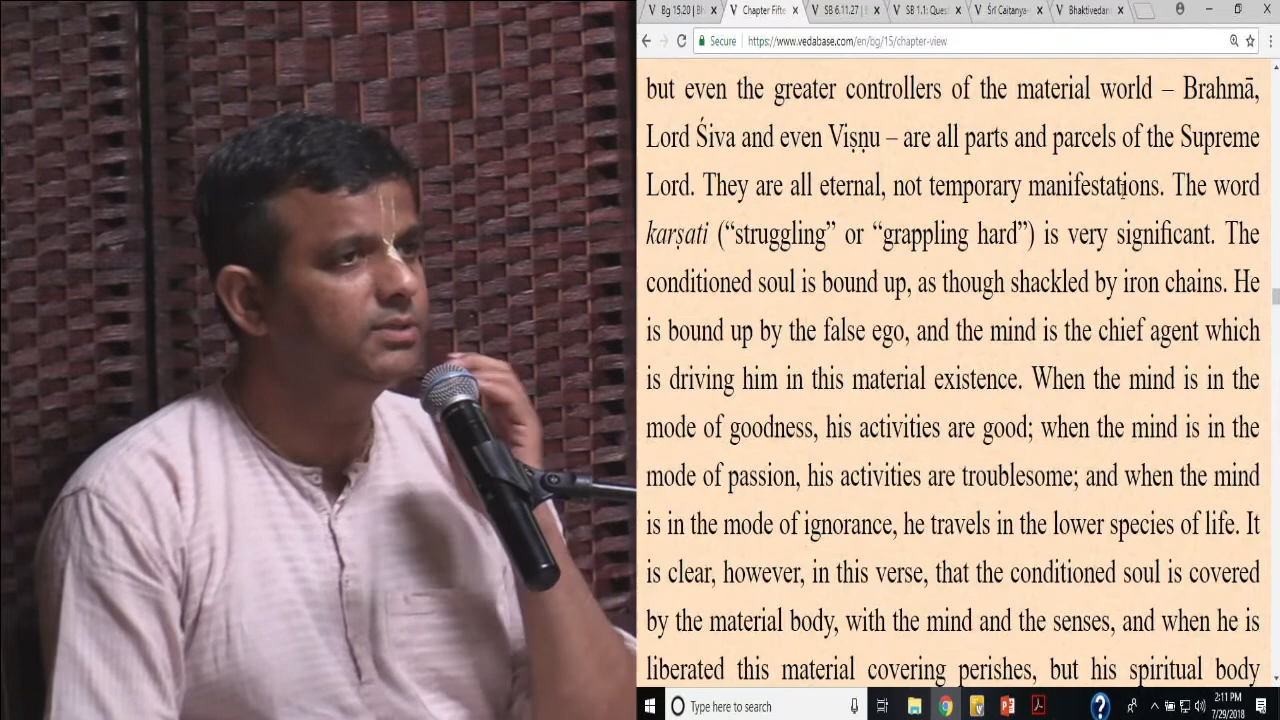 Bg 15.20 | Bh
Chapter Fifte
SB 6.11.27 | E
SB 1.1: Ques
Śrī Caitanya-
Bhaktivedan
Secure
https://www.vedabase.com/en/bg/15/chapter-view
but even the greater controllers of the material world – Brahmā,
Lord Śiva and even Viṣṇu – are all parts and parcels of the Supreme
Lord. They are all eternal, not temporary manifestations. The word
karṣati (“struggling” or “grappling hard”) is very significant. The
conditioned soul is bound up, as though shackled by iron chains. He
is bound up by the false ego, and the mind is the chief agent which
is driving him in this material existence. When the mind is in the
mode of goodness, his activities are good; when the mind is in the
mode of passion, his activities are troublesome; and when the mind
is in the mode of ignorance, he travels in the lower species of life. It
is clear, however, in this verse, that the conditioned soul is covered
by the material body, with the mind and the senses, and when he is
liberated this material covering perishes, but his spiritual body
Type here to search
2:11 PM
7/29/2018